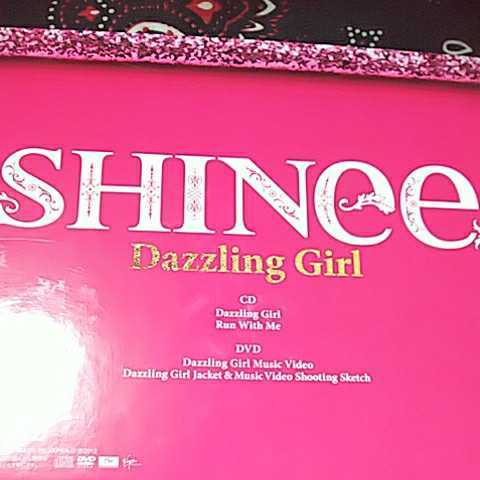 SHINee
Dazzling Girl
CD
Dazzling Girl
Run With Me
DVD
Dazzling Girl Music Video
Dazzling Girl Jacket & Music Video Shooting Sketch